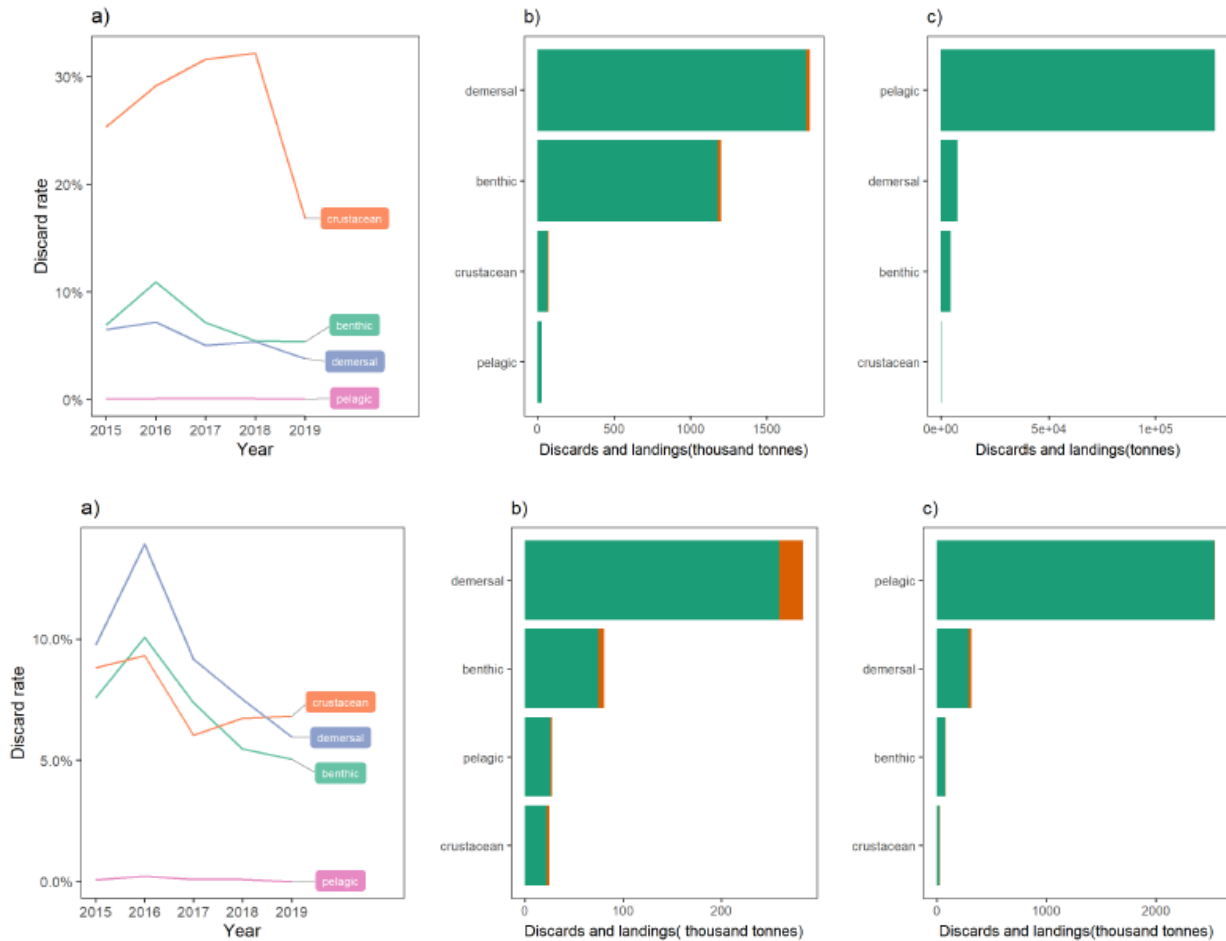 a)
30%
20%
10%
0%
Discard rate
crustacean
benthic
demersal
pelagic
2015 2016 2017 2018 2019
Year
b)
demersal
benthic
crustacean
pelagic
0 500 1000 1500
Discards and landings(thousand tonnes)
c)
pelagic
demersal
benthic
crustacean
0e+00 5e+04 1e+05
Discards and landings(tonnes)
a)
10.0%
5.0%
0.0%
Discard rate
crustacean
demersal
benthic
pelagic
2015 2016 2017 2018 2019
Year
b)
demersal
benthic
pelagic
crustacean
0 100 200
Discards and landings( thousand tonnes)
c)
pelagic
demersal
benthic
crustacean
0 1000 2000
Discards and landings(thousand tonnes)